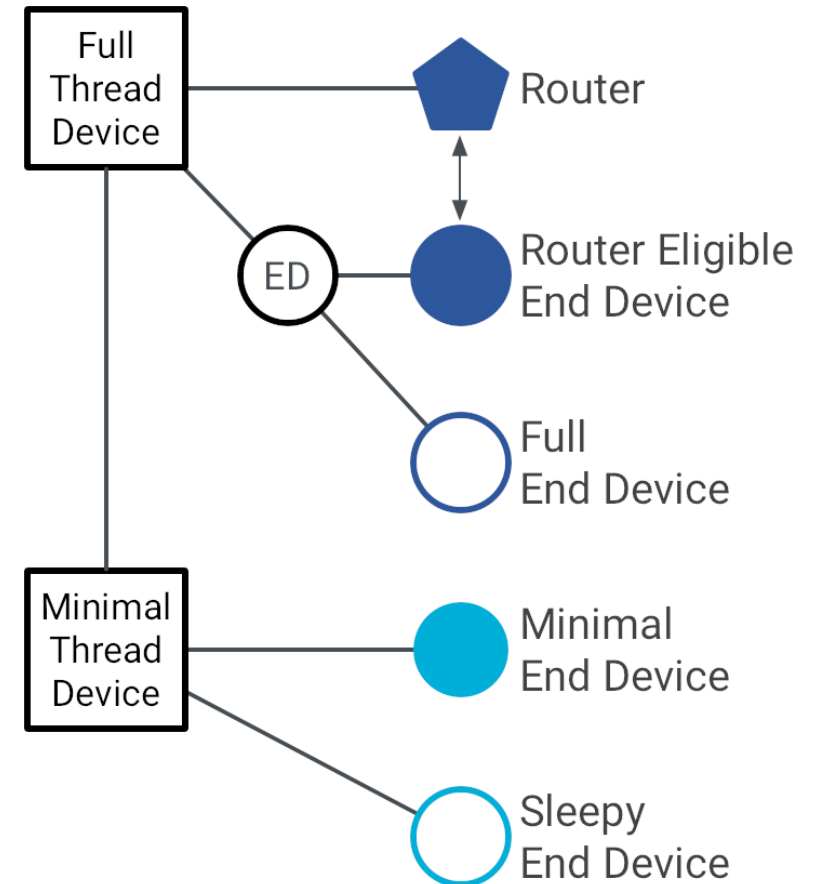 Full
Thread
Device
Router
ED
Router Eligible
End Device
Full
End Device
Minimal
Thread
Device
Minimal
End Device
Sleepy
End Device